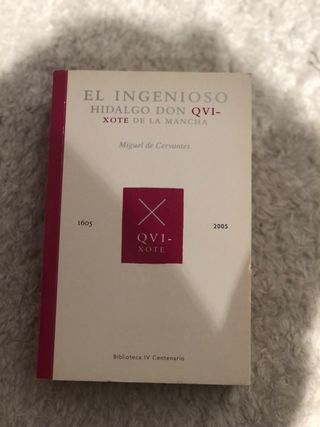 EL INGENIOSO
HIDALGO DON QVI-
XOTE DE LA MANCHA
Miguel de Cervantes
1605
QVI-
XOTE
2005
Biblioteca IV Centenario